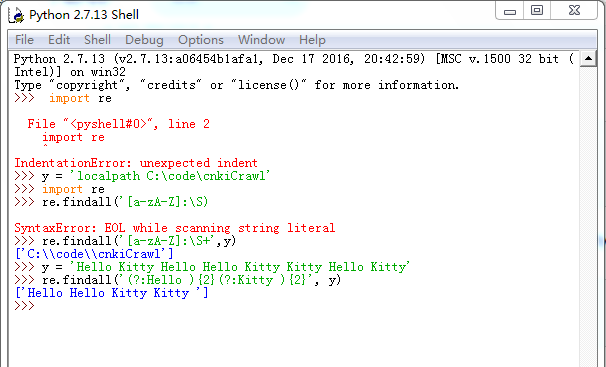 Python 2.7.13 Shell
File Edit Shell Debug Options Window Help
Python 2.7.13 (v2.7.13:a06454b1afa1, Dec 17 2016, 20:42:59) [MSC v.1500 32 bit (
Intel)] on win32
Type "copyright", "credits" or "license()" for more information.
>>>  import re

  File "<pyshell#0>", line 2
    import re
    ^
IndentationError: unexpected indent
>>> y = 'localpath C:\code\cnkiCrawl'
>>> import re
>>> re.findall('[a-zA-Z]:\S)

SyntaxError: EOL while scanning string literal
>>> re.findall('[a-zA-Z]:\S+',y)
['C:\\code\\cnkiCrawl']
>>> y = 'Hello Kitty Hello Hello Kitty Kitty Hello Kitty'
>>> re.findall('(?:Hello ){2}(?:Kitty ){2}', y)
['Hello Hello Kitty Kitty ']
>>>